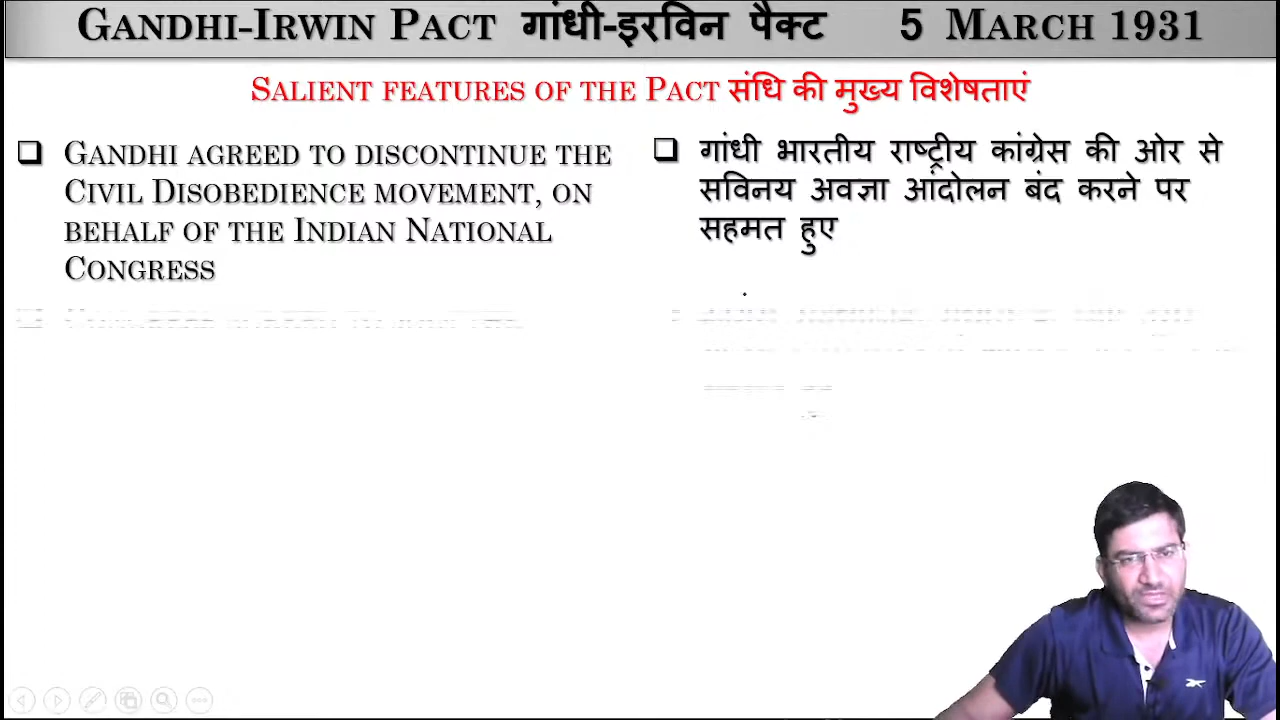 Gandhi-Irwin Pact गांधी-इरविन पैक्ट 5 March 1931
Salient features of the Pact संधि की मुख्य विशेषताएं
Gandhi agreed to discontinue the
Civil Disobedience movement, on
behalf of the Indian National
Congress
गांधी भारतीय राष्ट्रीय कांग्रेस की ओर से
सविनय अवज्ञा आंदोलन बंद करने पर
सहमत हुए